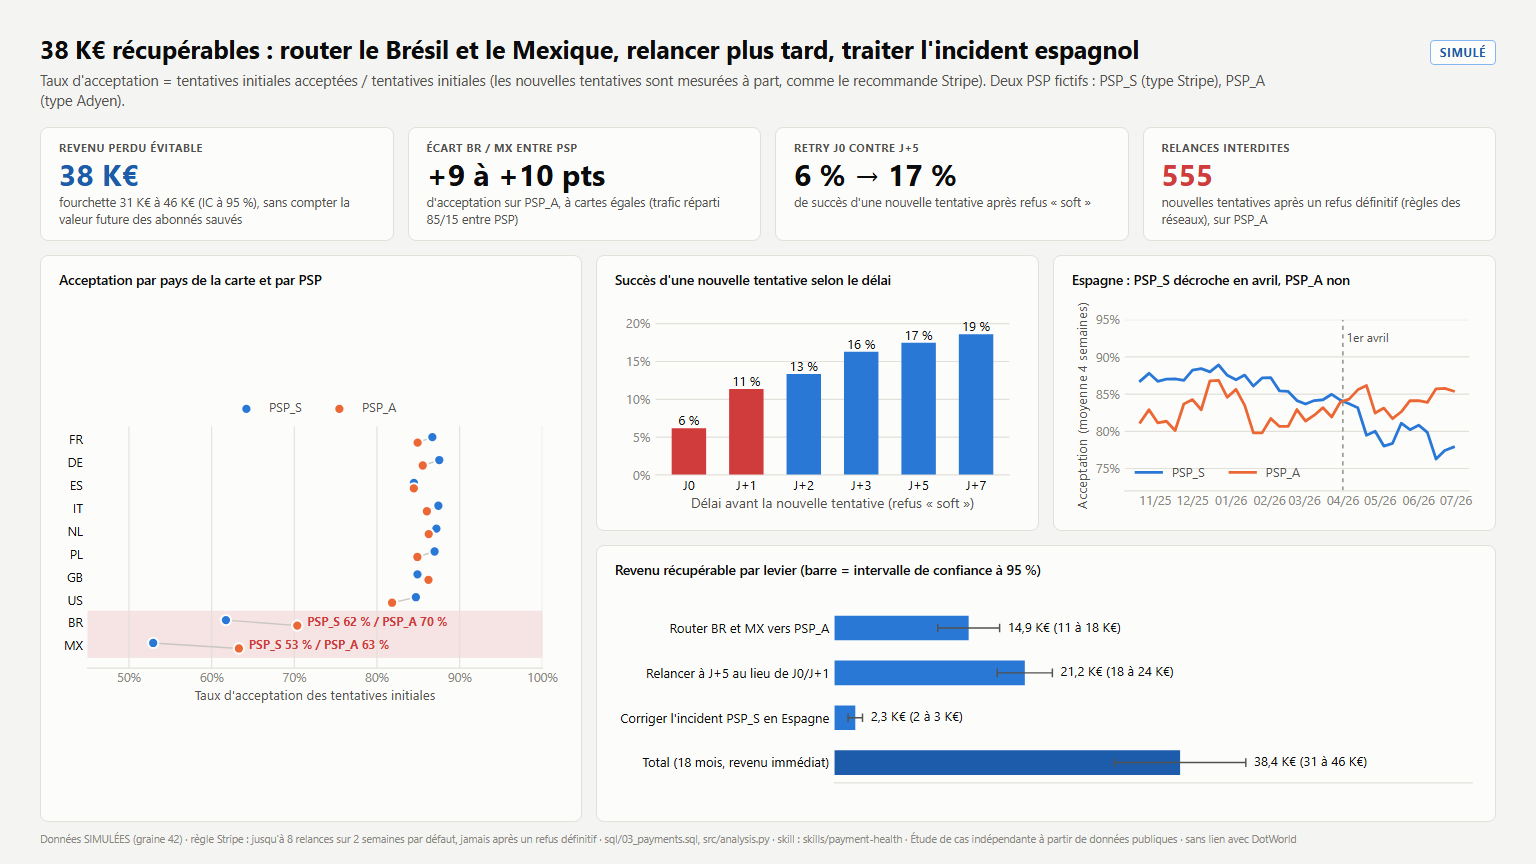 38 K€ récupérables : router le Brésil et le Mexique, relancer plus tard, traiter l'incident espagnol
SIMULÉ
Taux d'acceptation = tentatives initiales acceptées / tentatives initiales (les nouvelles tentatives sont mesurées à part, comme le recommande Stripe). Deux PSP fictifs : PSP_S (type Stripe), PSP_A
(type Adyen).
REVENU PERDU ÉVITABLE
38 K€
fourchette 31 K€ à 46 K€ (IC à 95 %), sans compter la
valeur future des abonnés sauvés
ÉCART BR / MX ENTRE PSP
+9 à +10 pts
d'acceptation sur PSP_A, à cartes égales (trafic réparti
85/15 entre PSP)
RETRY J0 CONTRE J+5
6 % → 17 %
de succès d'une nouvelle tentative après refus « soft »
RELANCES INTERDITES
555
nouvelles tentatives après un refus définitif (règles des
réseaux), sur PSP_A
Acceptation par pays de la carte et par PSP
PSP_S
PSP_A
FR
DE
ES
IT
NL
PL
GB
US
BR
PSP_S 62 % / PSP_A 70 %
MX
PSP_S 53 % / PSP_A 63 %
50%
60%
70%
80%
90%
100%
Taux d'acceptation des tentatives initiales
Succès d'une nouvelle tentative selon le délai
20%
15%
10%
5%
0%
6 %
11 %
13 %
16 %
17 %
19 %
J0
J+1
J+2
J+3
J+5
J+7
Délai avant la nouvelle tentative (refus « soft »)
Espagne : PSP_S décroche en avril, PSP_A non
Acceptation (moyenne 4 semaines)
95%
90%
85%
80%
75%
1er avril
PSP_S
PSP_A
11/25
12/25
01/26
02/26
03/26
04/26
05/26
06/26
07/26
Revenu récupérable par levier (barre = intervalle de confiance à 95 %)
Router BR et MX vers PSP_A
14,9 K€ (11 à 18 K€)
Relancer à J+5 au lieu de J0/J+1
21,2 K€ (18 à 24 K€)
Corriger l'incident PSP_S en Espagne
2,3 K€ (2 à 3 K€)
Total (18 mois, revenu immédiat)
38,4 K€ (31 à 46 K€)
Données SIMULÉES (graine 42) · règle Stripe : jusqu'à 8 relances sur 2 semaines par défaut, jamais après un refus définitif · sql/03_payments.sql, src/analysis.py · skill : skills/payment-health · Étude de cas indépendante à partir de données publiques · sans lien avec DotWorld